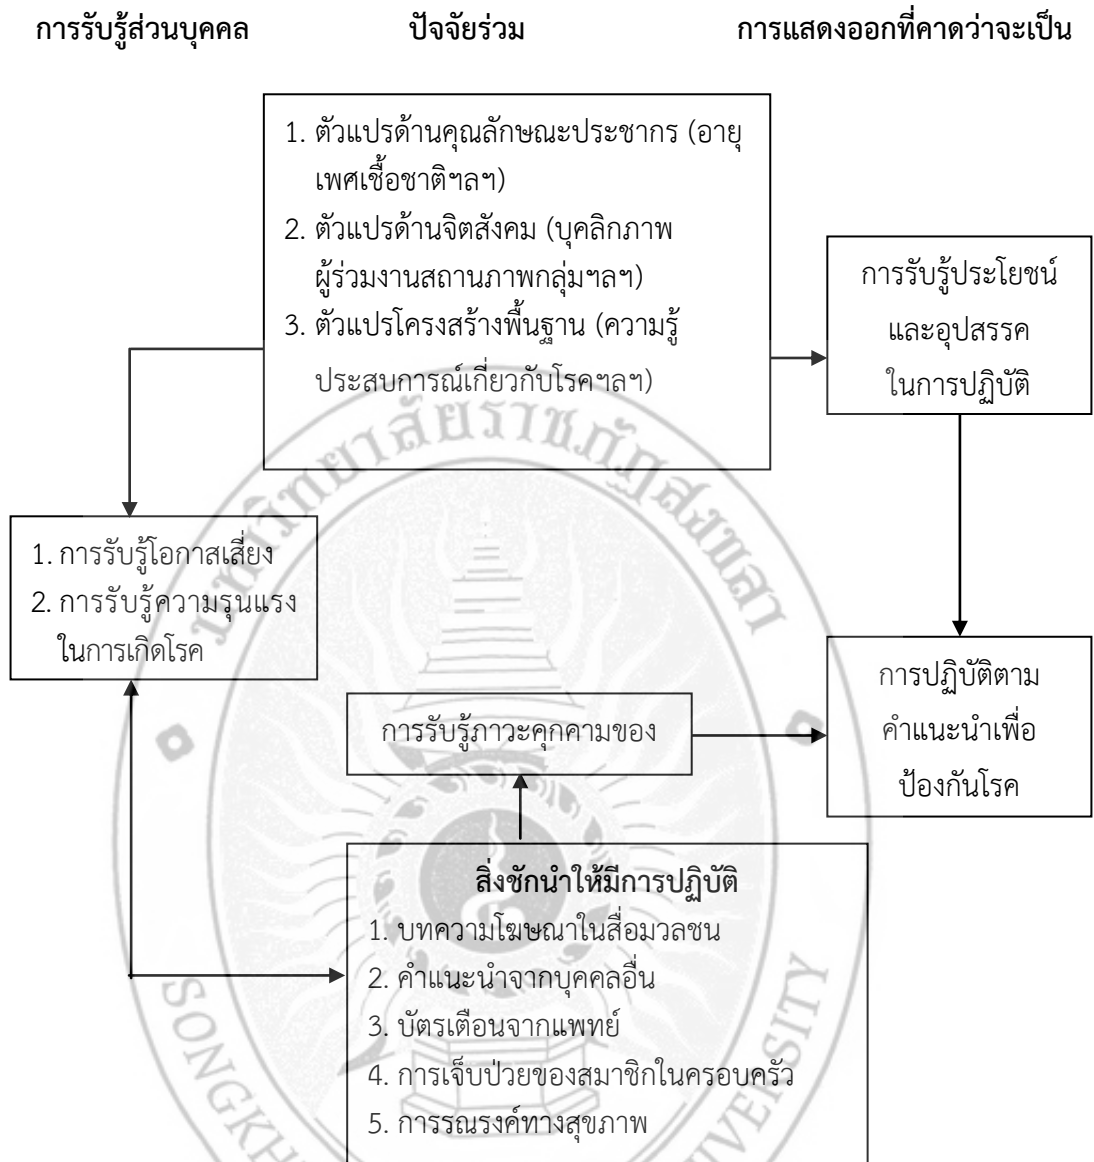 การรับรู้ส่วนบุคคล
ปัจจัยร่วม
การแสดงออกที่คาดว่าจะเป็น
1. ตัวแปรด้านคุณลักษณะประชากร (อายุ
เพศเชื้อชาติฯลฯ)
2. ตัวแปรด้านจิตสังคม (บุคลิกภาพ
ผู้ร่วมงานสถานภาพกลุ่มฯลฯ)
3. ตัวแปรโครงสร้างพื้นฐาน (ความรู้
ประสบการณ์เกี่ยวกับโรคฯลฯ)
การรับรู้ประโยชน์
และอุปสรรค
ในการปฏิบัติ
1. การรับรู้โอกาสเสี่ยง
2. การรับรู้ความรุนแรง
ในการเกิดโรค
การรับรู้ภาวะคุกคามของ
การปฏิบัติตาม
คำแนะนำเพื่อ
ป้องกันโรค
สิ่งชักนำให้มีการปฏิบัติ
1. บทความโฆษณาในสื่อมวลชน
2. คำแนะนำจากบุคคลอื่น
3. บัตรเตือนจากแพทย์
4. การเจ็บป่วยของสมาชิกในครอบครัว
5. การรณรงค์ทางสุขภาพ
มหาวิทยาลัยราชภัฏสงขลา